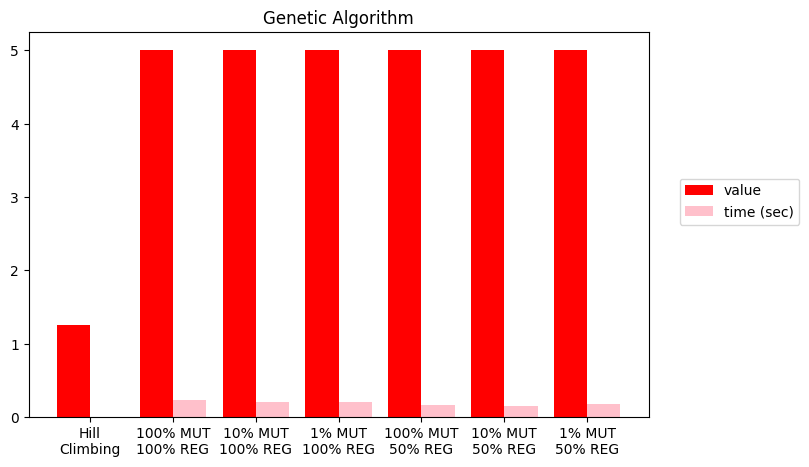 Genetic Algorithm
5
4
3
2
1
0
value
time (sec)
Hill
Climbing
100% MUT
100% REG
10% MUT
100% REG
1% MUT
100% REG
100% MUT
50% REG
10% MUT
50% REG
1% MUT
50% REG